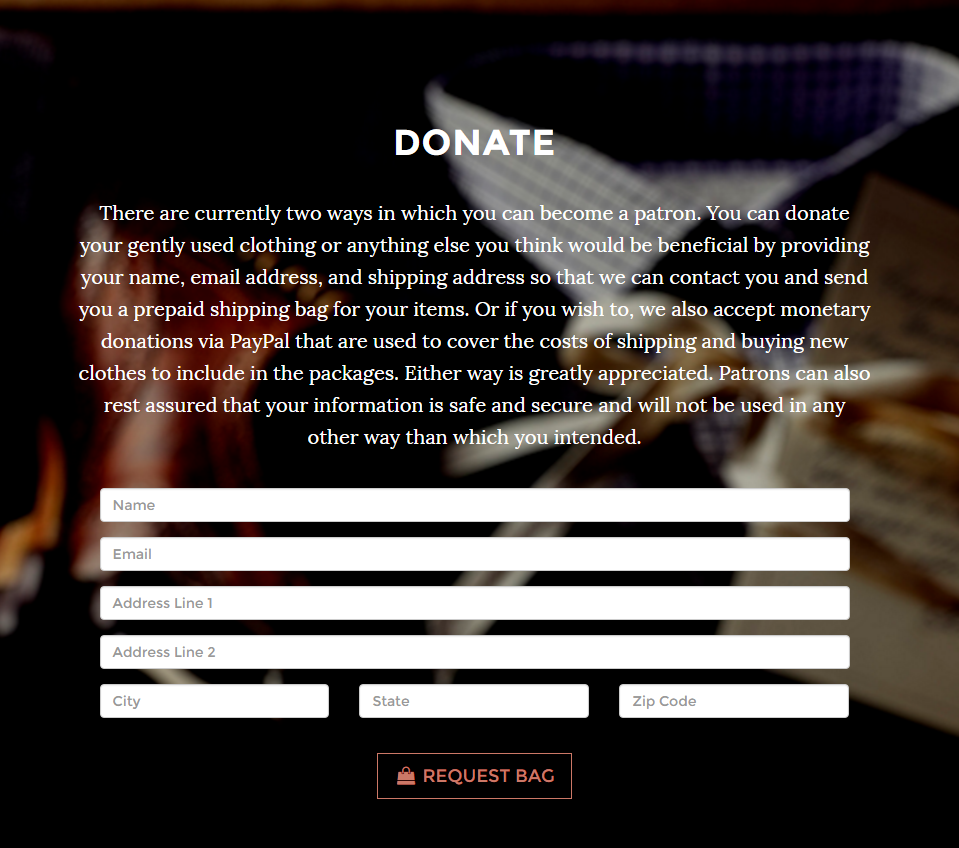 DONATE
There are currently two ways in which you can become a patron. You can donate
your gently used clothing or anything else you think would be beneficial by providing
your name, email address, and shipping address so that we can contact you and send
you a prepaid shipping bag for your items. Or if you wish to, we also accept monetary
donations via PayPal that are used to cover the costs of shipping and buying new
clothes to include in the packages. Either way is greatly appreciated. Patrons can also
rest assured that your information is safe and secure and will not be used in any
other way than which you intended.
Name
Email
Address Line 1
Address Line 2
City State Zip Code
REQUEST BAG